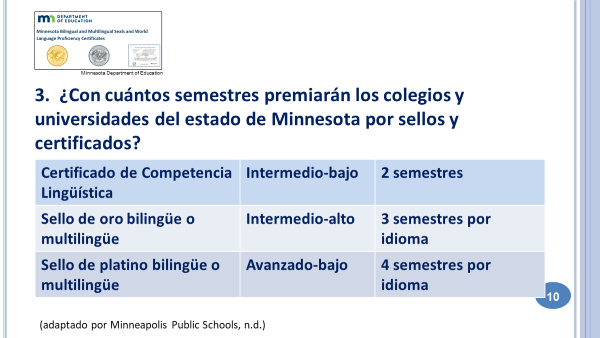 DEPARTMENT
OF EDUCATION
Minnesota Bilingual and Multilingual Seals and World
Language Proficiency Certificates
Minnesota Department of Education
3. ¿Con cuántos semestres premiarán los colegios y
universidades del estado de Minnesota por sellos y
certificados?
Certificado de Competencia
Lingüística
Intermedio-bajo
2 semestres
Sello de oro bilingüe o
multilingüe
Intermedio-alto
3 semestres por
idioma
Sello de platino bilingüe o
multilingüe
Avanzado-bajo
4 semestres por
idioma
10
(adaptado por Minneapolis Public Schools, n.d.)